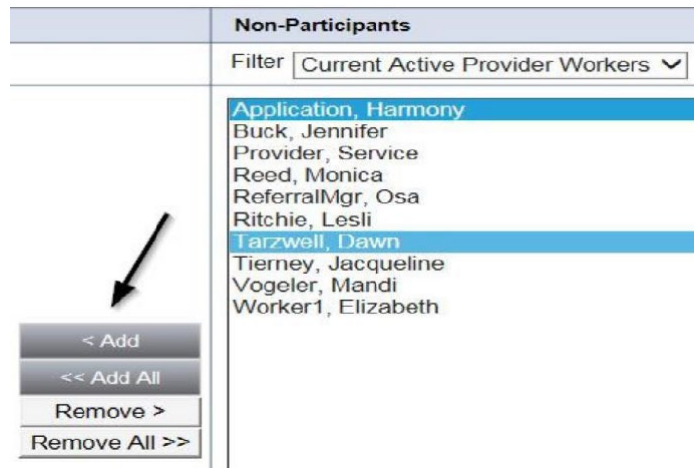 Non-Participants
Filter Current Active Provider Workers
Application, Harmony
Buck, Jennifer
Provider, Service
Reed, Monica
ReferralMgr, Osa
Ritchie, Lesli
Tarzwell, Dawn
Tierney, Jacqueline
Vogeler, Mandi
Worker1, Elizabeth
< Add
<< Add All
Remove >
Remove All >>